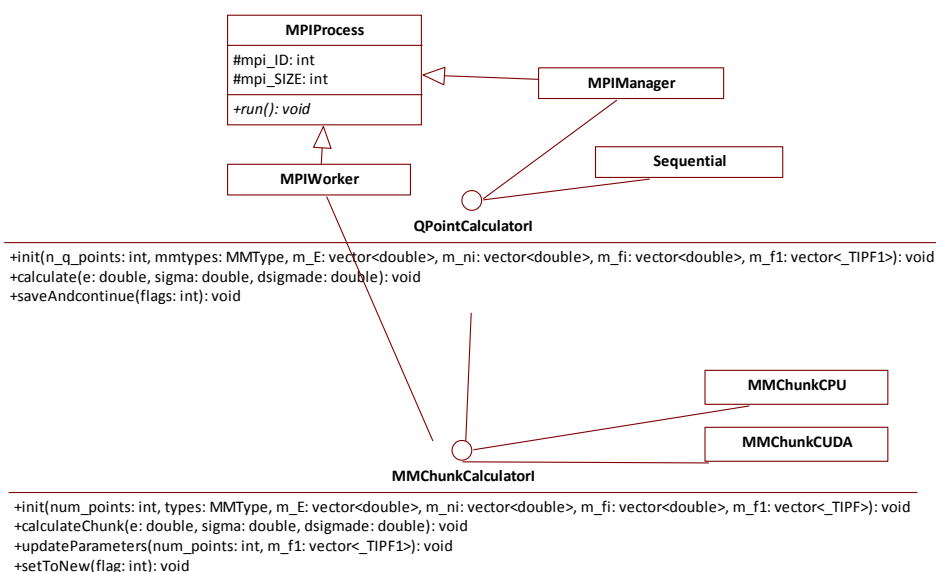 MPIProcess
#mpi_ID: int
#mpi_SIZE: int
+run(): void
MPIManager
Sequential
MPIWorker
QPointCalculatorI
+init(n_q_points: int, mmtypes: MMType, m_E: vector<double>, m_ni: vector<double>, m_fi: vector<double>, m_f1: vector<_TIPF1>): void
+calculate(e: double, sigma: double, dsigmade: double): void
+saveAndcontinue(flags: int): void
MMChunkCPU
MMChunkCUDA
MMChunkCalculatorI
+init(num_points: int, types: MMType, m_E: vector<double>, m_ni: vector<double>, m_fi: vector<double>, m_f1: vector<_TIPF>): void
+calculateChunk(e: double, sigma: double, dsigmade: double): void
+updateParameters(num_points: int, m_f1: vector<_TIPF1>): void
+setToNew(flag: int): void